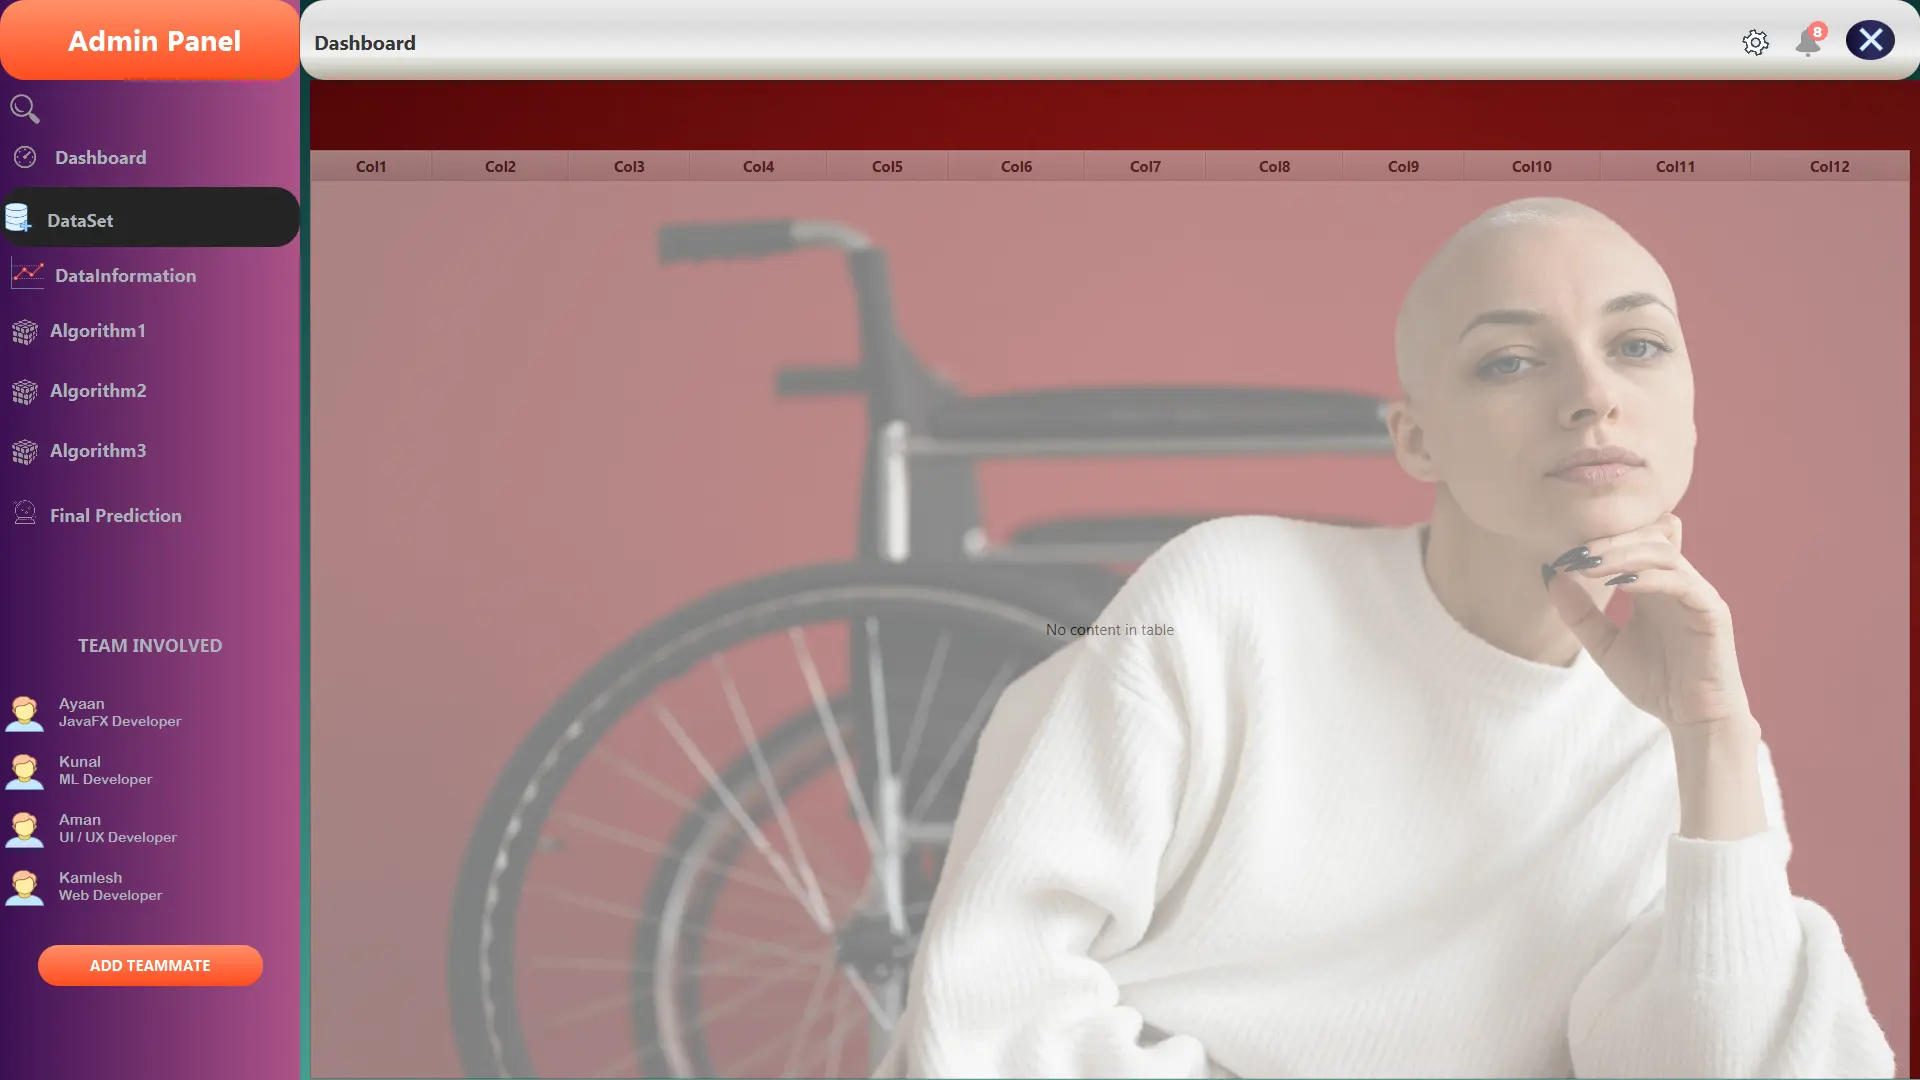 Admin Panel
Dashboard
8
Dashboard
DataSet
DataInformation
Algorithm1
Algorithm2
Algorithm3
Final Prediction
TEAM INVOLVED
Ayaan
JavaFX Developer
Kunal
ML Developer
Aman
UI / UX Developer
Kamlesh
Web Developer
ADD TEAMMATE
Col1 Col2 Col3 Col4 Col5 Col6 Col7 Col8 Col9 Col10 Col11 Col12
No content in table